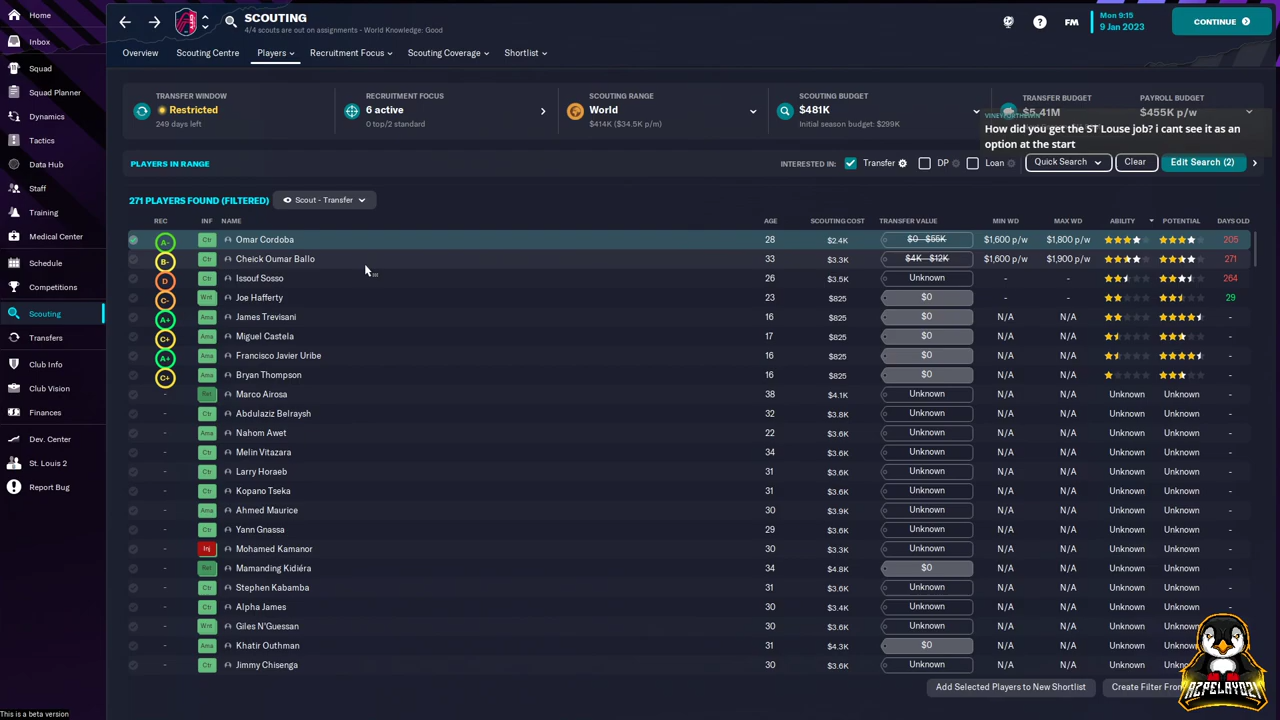 Home
Inbox
Squad
Squad Planner
Dynamics
Tactics
Data Hub
Staff
Training
Medical Center
Schedule
Competitions
Scouting
Transfers
Club Info
Club Vision
Finances
Dev. Center
St. Louis 2
Report Bug
This is a beta version
SCOUTING
4/4 scouts are out on assignments - World Knowledge: Good
FM
Mon 9:15
9 Jan 2023
CONTINUE
Overview Scouting Centre Players Recruitment Focus Scouting Coverage Shortlist
TRANSFER WINDOW
Restricted
249 days left
RECRUITMENT FOCUS
6 active
0 top/2 standard
SCOUTING RANGE
World
$414K ($34.5K p/m)
SCOUTING BUDGET
$481K
Initial season budget: $299K
TRANSFER BUDGET
$5.41M
PAYROLL BUDGET
$455K p/w
How did you get the ST Louse job? i cant see it as an
option at the start
PLAYERS IN RANGE
INTERESTED IN: Transfer DP Loan Quick Search Clear Edit Search (2)
271 PLAYERS FOUND (FILTERED) Scout - Transfer
REC INF NAME AGE SCOUTING COST TRANSFER VALUE MIN WD MAX WD ABILITY POTENTIAL DAYS OLD
A- Ctr Omar Cordoba 28 $2.4K $0 - $55K $1,600 p/w $1,800 p/w 205
B- Ctr Cheick Oumar Ballo 33 $3.3K $4K - $12K $1,600 p/w $1,900 p/w 271
D Ctr Issouf Sosso 26 $3.5K Unknown - - 264
C- Wnt Joe Hafferty 23 $825 $0 - - 29
A+ Ama James Trevisani 16 $825 $0 N/A N/A -
C+ Ama Miguel Castela 17 $825 $0 N/A N/A -
A+ Ama Francisco Javier Uribe 16 $825 $0 N/A N/A -
C+ Ama Bryan Thompson 16 $825 $0 N/A N/A -
- Ret Marco Airosa 38 $4.1K Unknown N/A N/A Unknown Unknown -
- Ctr Abdulaziz Belraysh 32 $3.8K Unknown N/A N/A Unknown Unknown -
- Ama Nahom Awet 22 $3.6K Unknown N/A N/A Unknown Unknown -
- Ctr Melin Vitazara 34 $3.6K Unknown N/A N/A Unknown Unknown -
- Ctr Larry Horaeb 31 $3.6K Unknown N/A N/A Unknown Unknown -
- Ctr Kopano Tseka 31 $3.6K Unknown N/A N/A Unknown Unknown -
- Ama Ahmed Maurice 30 $3.9K Unknown N/A N/A Unknown Unknown -
- Ctr Yann Gnassa 29 $3.6K Unknown N/A N/A Unknown Unknown -
- Inj Mohamed Kamanor 30 $3.3K Unknown N/A N/A Unknown Unknown -
- Ret Mamanding Kidiéra 34 $4.8K $0 N/A N/A Unknown Unknown -
- Ctr Stephen Kambamba 31 $3.6K Unknown N/A N/A Unknown Unknown -
- Ctr Alpha James 30 $3.4K Unknown N/A N/A Unknown Unknown -
- Wnt Giles N'Guessan 30 $3.6K Unknown N/A N/A Unknown Unknown -
- Ama Khatir Outhman 31 $4.3K $0 N/A N/A Unknown Unknown
- Ctr Jimmy Chisenga 30 $3.6K Unknown N/A N/A Unknown
Add Selected Players to New Shortlist Create Filter From
AZPELAYO21